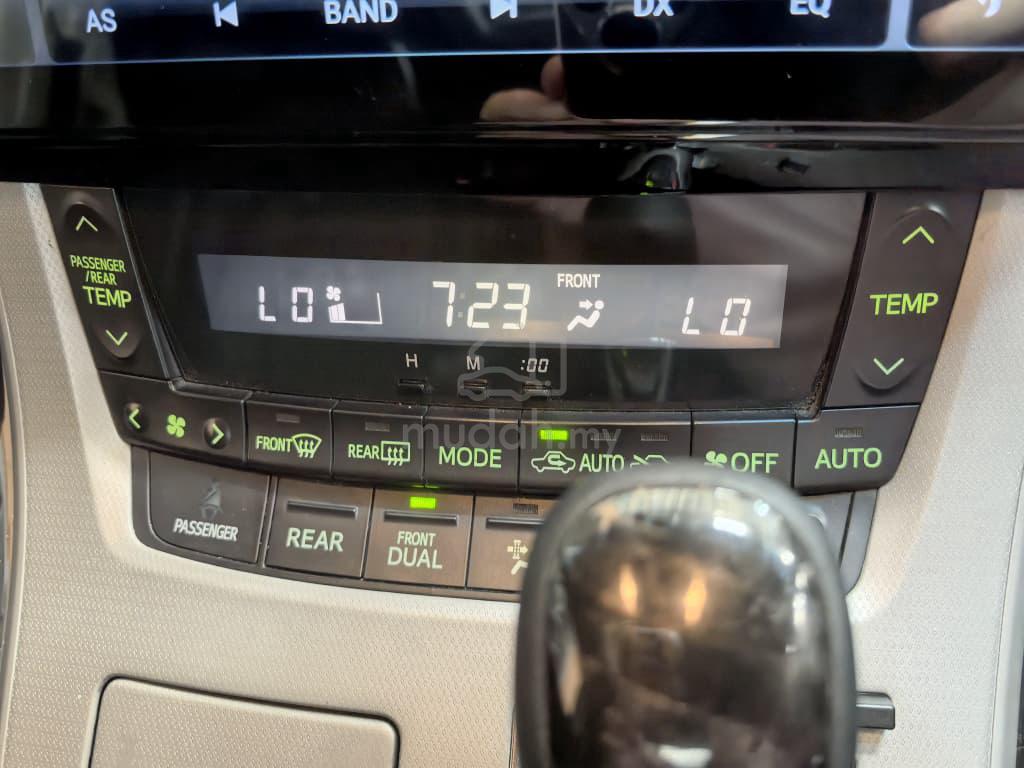 AS BAND DX EQ
PASSENGER
/REAR
TEMP
LO 7:23 FRONT LO
TEMP
H M :00
mudah.my
FRONT REAR MODE AUTO OFF AUTO
PASSENGER REAR FRONT
DUAL